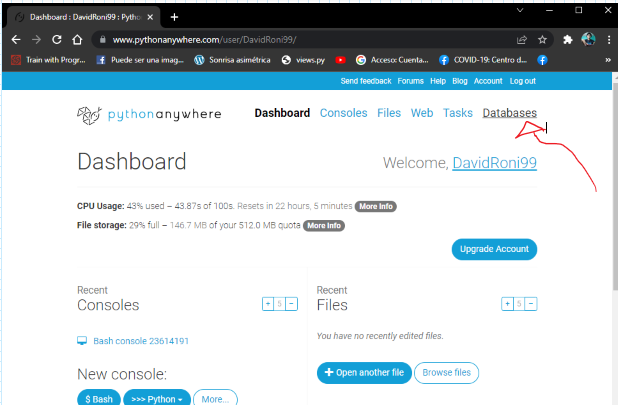 Dashboard : DavidRoni99 : Pytho
www.pythonanywhere.com/user/DavidRoni99/
Train with Progr... Puede ser una imag... Sonrisa asimétrica views.py Acceso: Cuenta... COVID-19: Centro d...
Send feedback Forums Help Blog Account Log out
pythonanywhere Dashboard Consoles Files Web Tasks Databases
Dashboard Welcome, DavidRoni99
CPU Usage: 43% used – 43.87s of 100s. Resets in 22 hours, 5 minutes More Info
File storage: 29% full – 146.7 MB of your 512.0 MB quota More Info
Upgrade Account
Recent
Consoles + 5 −
Bash console 23614191
New console:
$ Bash >>> Python More...
Recent
Files + 5 −
You have no recently edited files.
+ Open another file Browse files